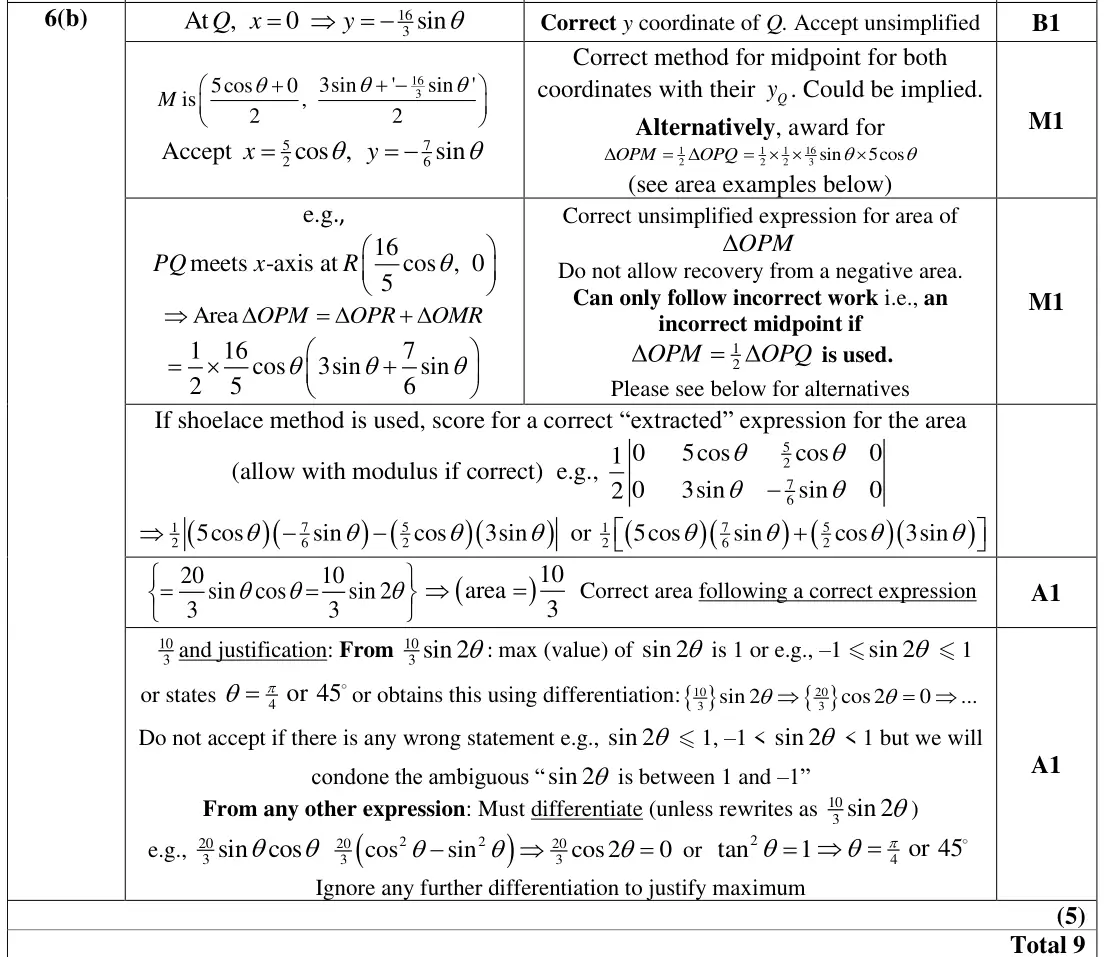 6(b)
At Q, x = 0 ⇒ y = −16/3 sin θ
Correct y coordinate of Q. Accept unsimplified
B1
M is ( (5cos θ + 0)/2 , (3sin θ + '−16/3 sin θ')/2 )
Accept x = 5/2 cos θ, y = −7/6 sin θ
Correct method for midpoint for both
coordinates with their y_Q. Could be implied.
Alternatively, award for
ΔOPM = 1/2 ΔOPQ = 1/2 × 1/2 × 16/3 sin θ × 5cos θ
(see area examples below)
M1
e.g.,
PQ meets x-axis at R (16/5 cos θ, 0)
⇒ Area ΔOPM = ΔOPR + ΔOMR
= 1/2 × 16/5 cos θ (3sin θ + 7/6 sin θ)
Correct unsimplified expression for area of
ΔOPM
Do not allow recovery from a negative area.
Can only follow incorrect work i.e., an
incorrect midpoint if
ΔOPM = 1/2 ΔOPQ is used.
Please see below for alternatives
M1
If shoelace method is used, score for a correct “extracted” expression for the area
(allow with modulus if correct) e.g., 1/2 | 0 5cos θ 5/2 cos θ 0
0 3sin θ −7/6 sin θ 0 |
⇒ 1/2 |(5cos θ)(−7/6 sin θ) − (5/2 cos θ)(3sin θ)| or 1/2 [(5cos θ)(7/6 sin θ) + (5/2 cos θ)(3sin θ)]
{= 20/3 sin θ cos θ = 10/3 sin 2θ} ⇒ (area =) 10/3 Correct area following a correct expression
A1
10/3 and justification: From 10/3 sin 2θ : max (value) of sin 2θ is 1 or e.g., –1 ⩽ sin 2θ ⩽ 1
or states θ = π/4 or 45° or obtains this using differentiation: {10/3} sin 2θ ⇒ {20/3} cos 2θ = 0 ⇒ ...
Do not accept if there is any wrong statement e.g., sin 2θ ⩽ 1, –1 < sin 2θ < 1 but we will
condone the ambiguous “sin 2θ is between 1 and –1”
From any other expression: Must differentiate (unless rewrites as 10/3 sin 2θ)
e.g., 20/3 sin θ cos θ 20/3 (cos² θ − sin² θ) ⇒ 20/3 cos 2θ = 0 or tan² θ = 1 ⇒ θ = π/4 or 45°
Ignore any further differentiation to justify maximum
A1
(5)
Total 9